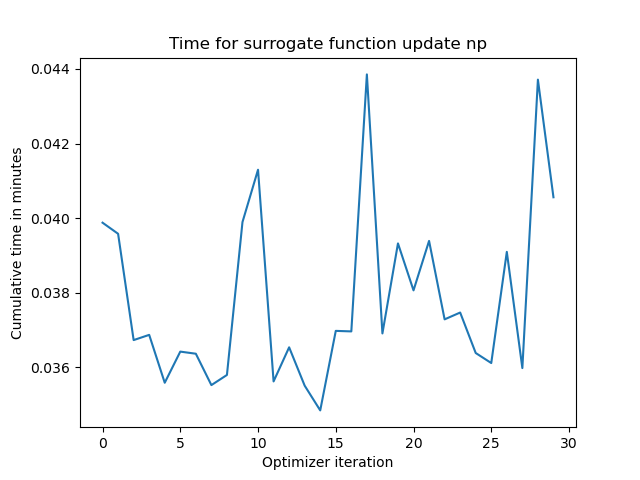 Time for surrogate function update np
0.044
0.042
0.040
0.038
0.036
Cumulative time in minutes
0 5 10 15 20 25 30
Optimizer iteration